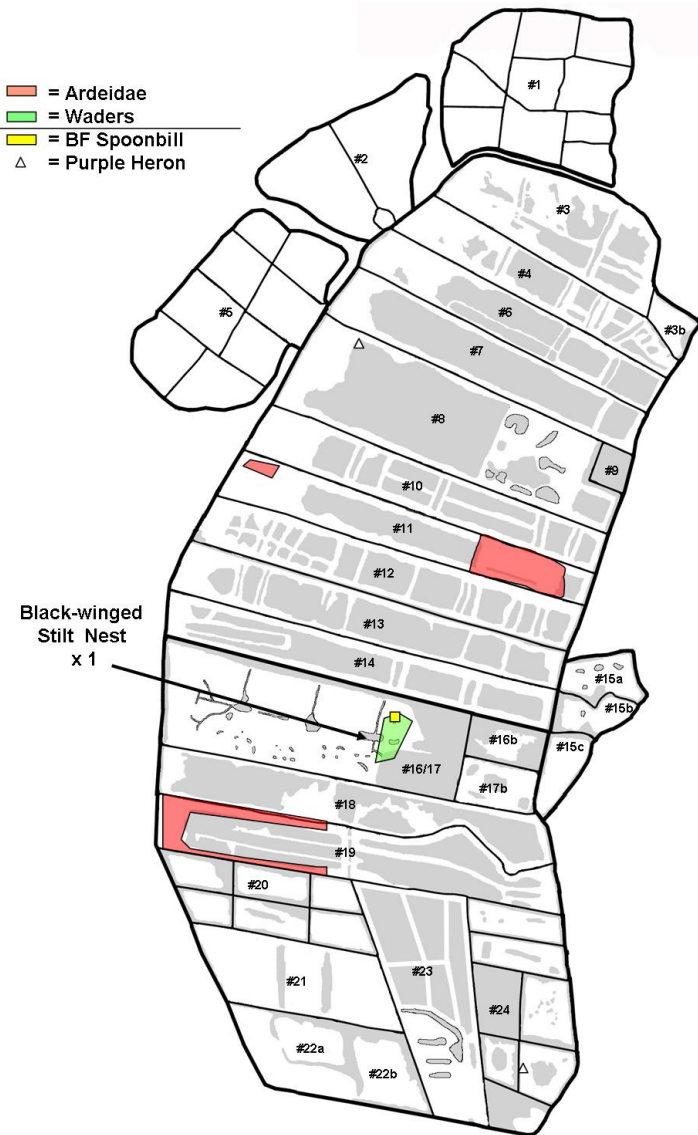 = Ardeidae
= Waders
= BF Spoonbill
= Purple Heron
#1
#2
#3
#4
#3b
#5
#6
#7
#8
#9
#10
#11
#12
#13
Black-winged
Stilt Nest
x 1
#14
#15a
#15b
#15c
#16b
#16/17
#17b
#18
#19
#20
#21
#23
#24
#22a
#22b